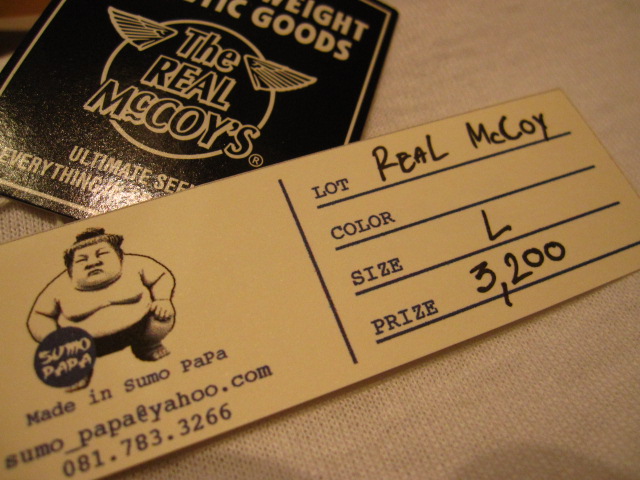 WEIGHT
TIC GOODS
The
REAL
McCOY'S
®
ULTIMATE SEE
EVERYTHING
LOT REAL McCOY
COLOR
SIZE L
PRIZE 3,200
SUMO
PAPA
Made in Sumo PaPa
sumo_papa@yahoo.com
081.783.3266